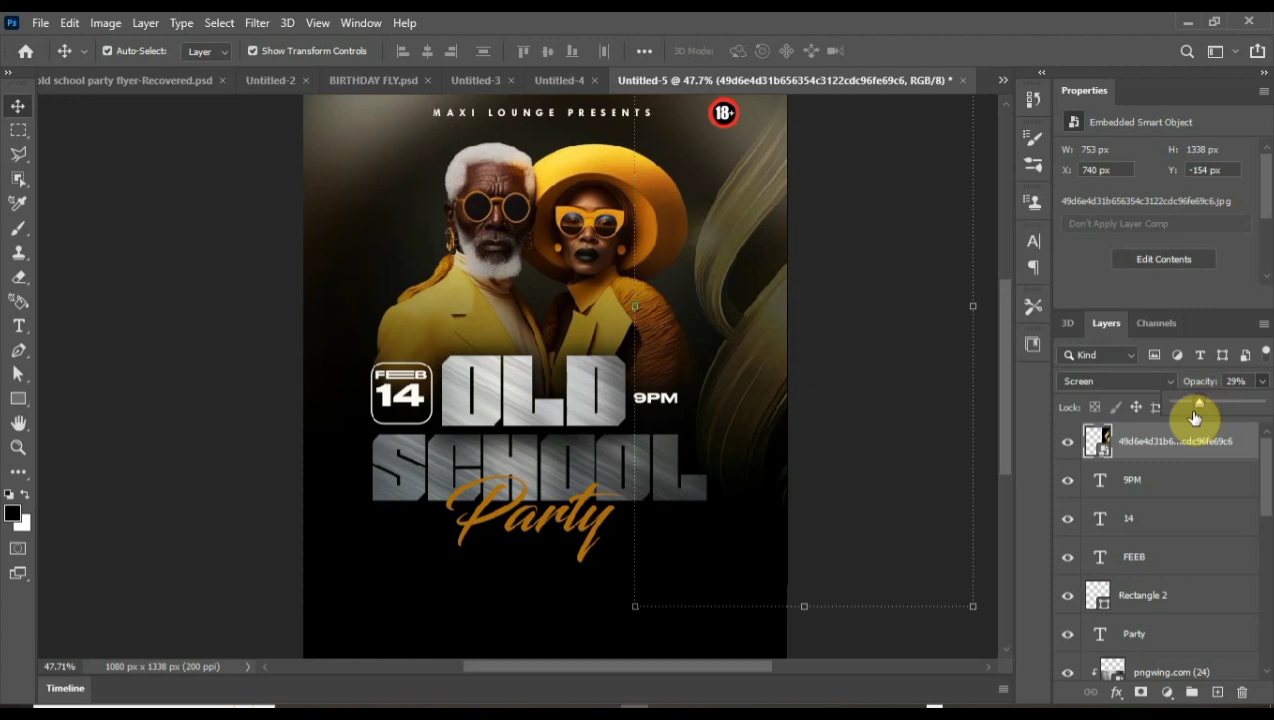 Ps File Edit Image Layer Type Select Filter 3D View Window Help
Auto-Select: Layer Show Transform Controls 3D Mode:
old school party flyer-Recovered.psd × Untitled-2 × BIRTHDAY FLY.psd × Untitled-3 × Untitled-4 × Untitled-5 @ 47.7% (49d6e4d31b656354c3122cdc96fe69c6, RGB/8) * ×
MAXI LOUNGE PRESENTS
18+
FEEB
14
OLD
9PM
SCHOOL
Party
47.71% 1080 px x 1338 px (200 ppi)
Timeline
Properties
Embedded Smart Object
W: 753 px H: 1338 px
X: 740 px Y: -154 px
49d6e4d31b656354c3122cdc96fe69c6.jpg
Don't Apply Layer Comp
Edit Contents
3D Layers Channels
Kind
Screen Opacity: 29%
Lock:
49d6e4d31b6...cdc96fe69c6
T 9PM
T 14
T FEEB
Rectangle 2
T Party
pngwing.com (24)
fx